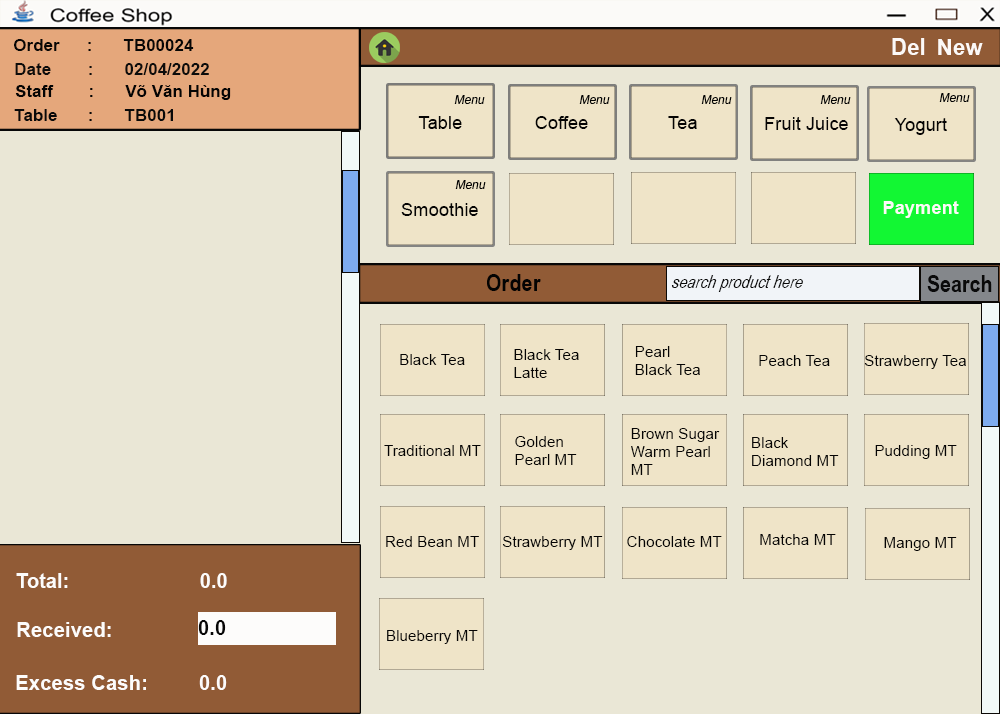 Coffee Shop
Order : TB00024
Date : 02/04/2022
Staff : Võ Văn Hùng
Table : TB001
Del New
Menu
Table
Menu
Coffee
Menu
Tea
Menu
Fruit Juice
Menu
Yogurt
Menu
Smoothie
Payment
Order
search product here
Search
Black Tea
Black Tea
Latte
Pearl
Black Tea
Peach Tea
Strawberry Tea
Traditional MT
Golden
Pearl MT
Brown Sugar
Warm Pearl
MT
Black
Diamond MT
Pudding MT
Red Bean MT
Strawberry MT
Chocolate MT
Matcha MT
Mango MT
Blueberry MT
Total: 0.0
Received: 0.0
Excess Cash: 0.0